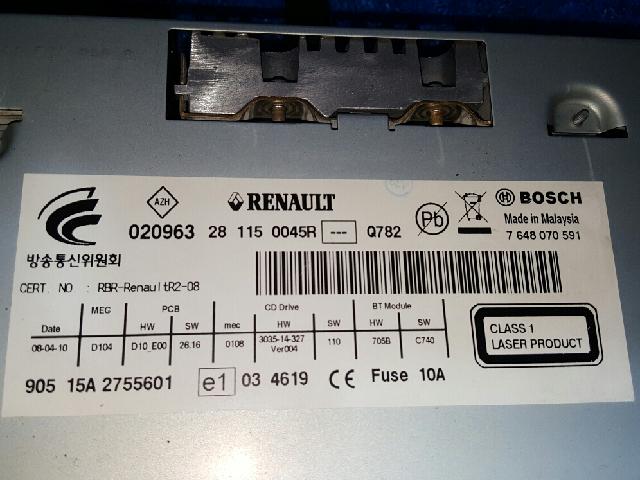 AZH
RENAULT
020963 28 115 0045R --- Q782
Pb
BOSCH
Made in Malaysia
7 648 070 591
방송통신위원회
CERT. NO : RBR-RenaultR2-08
MEC PCB CD Drive BT Module
Date HW SW mec HW SW HW SW
08-04-10 D104 D10_E00 26.16 0108 3035-14-327 Ver004 110 705B C740
CLASS 1
LASER PRODUCT
905 15A 2755601 e1 03 4619 CE Fuse 10A